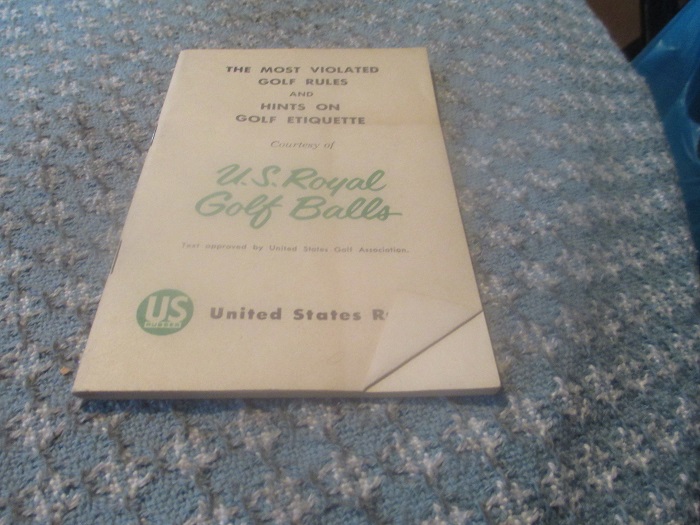 THE MOST VIOLATED
GOLF RULES
AND
HINTS ON
GOLF ETIQUETTE
Courtesy of
U.S. Royal
Golf Balls
Text approved by United States Golf Association.
US
RUBBER
United States R